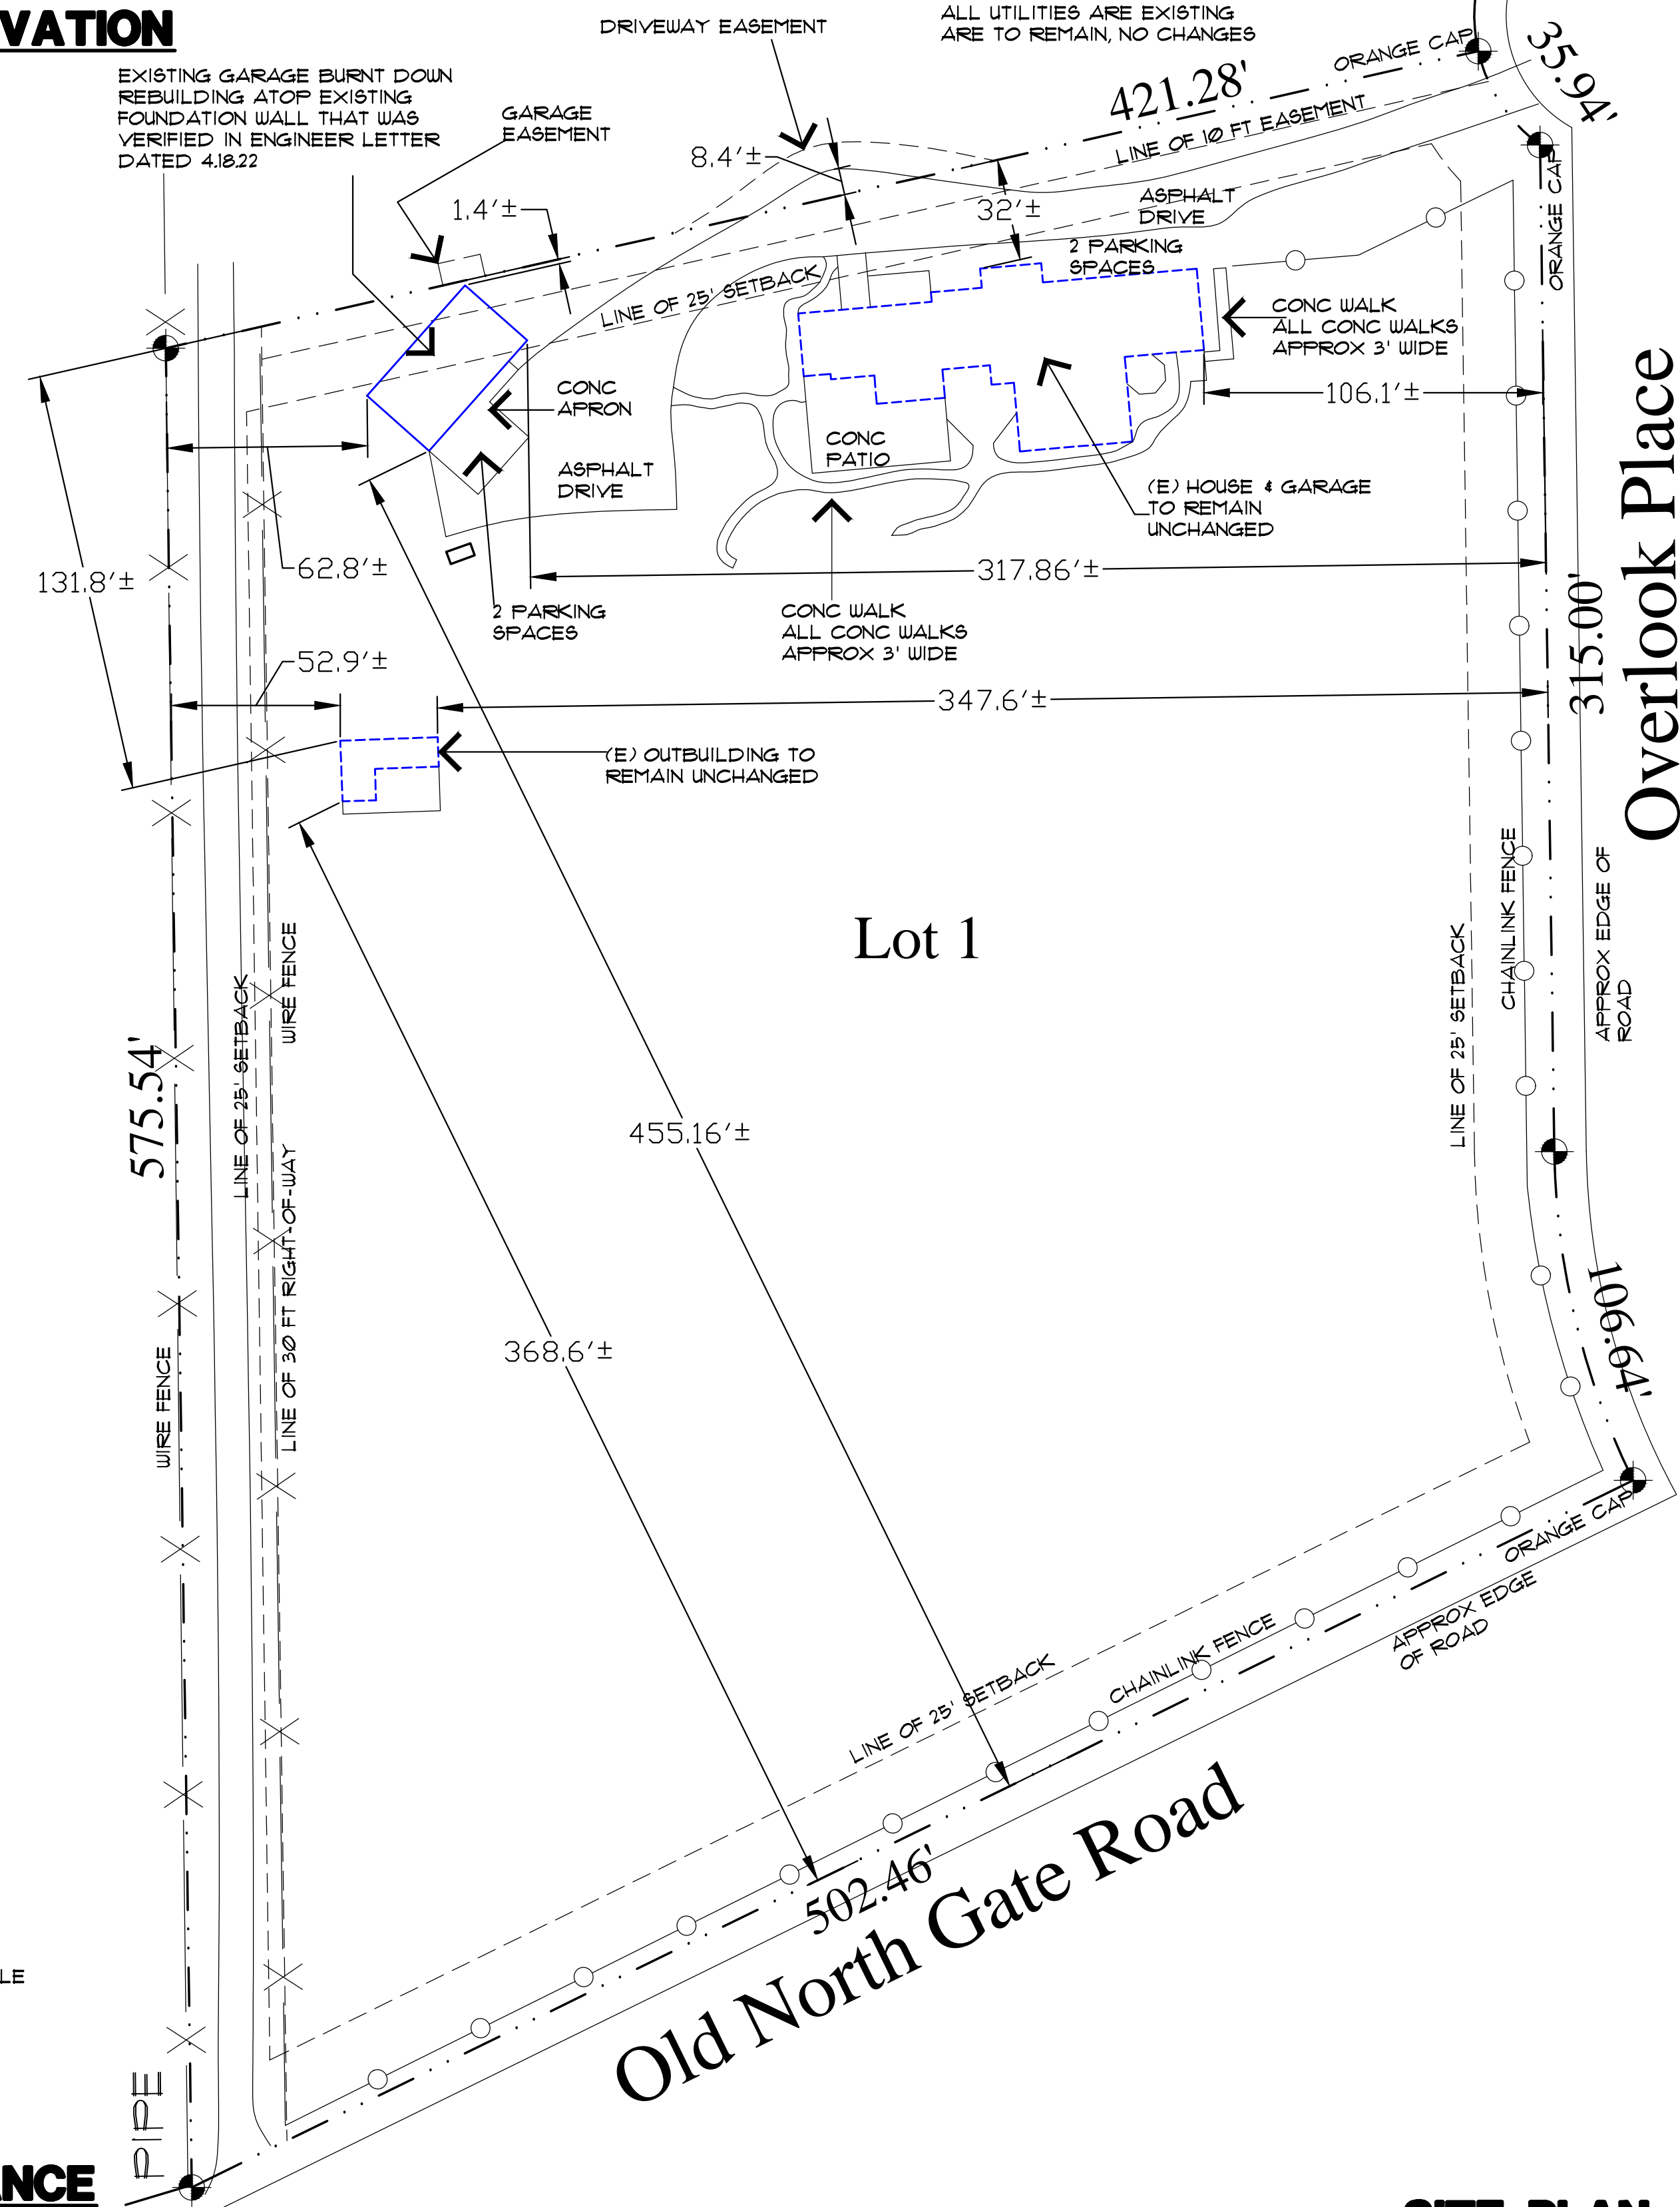 VATION
DRIVEWAY EASEMENT
ALL UTILITIES ARE EXISTING
ARE TO REMAIN, NO CHANGES
EXISTING GARAGE BURNT DOWN
REBUILDING ATOP EXISTING
FOUNDATION WALL THAT WAS
VERIFIED IN ENGINEER LETTER
DATED 4.18.22
GARAGE
EASEMENT
ORANGE CAP
35.94'
421.28'
LINE OF 10 FT EASEMENT
8.4'±
1.4'±
32'±
ASPHALT
DRIVE
ORANGE CAP
2 PARKING
SPACES
LINE OF 25' SETBACK
CONC WALK
ALL CONC WALKS
APPROX 3' WIDE
CONC
APRON
106.1'±
CONC
PATIO
ASPHALT
DRIVE
(E) HOUSE & GARAGE
TO REMAIN
UNCHANGED
Overlook Place
131.8'±
62.8'±
317.86'±
2 PARKING
SPACES
CONC WALK
ALL CONC WALKS
APPROX 3' WIDE
315.00'
52.9'±
347.6'±
(E) OUTBUILDING TO
REMAIN UNCHANGED
Lot 1
CHAINLINK FENCE
APPROX EDGE OF
ROAD
LINE OF 25' SETBACK
WIRE FENCE
LINE OF 25' SETBACK
575.54'
455.16'±
LINE OF 30 FT RIGHT-OF-WAY
368.6'±
106.64'
WIRE FENCE
ORANGE CAP
APPROX EDGE
OF ROAD
CHAINLINK FENCE
LINE OF 25' SETBACK
502.46'
Old North Gate Road
LE
PIPE
ANCE
SITE PLAN